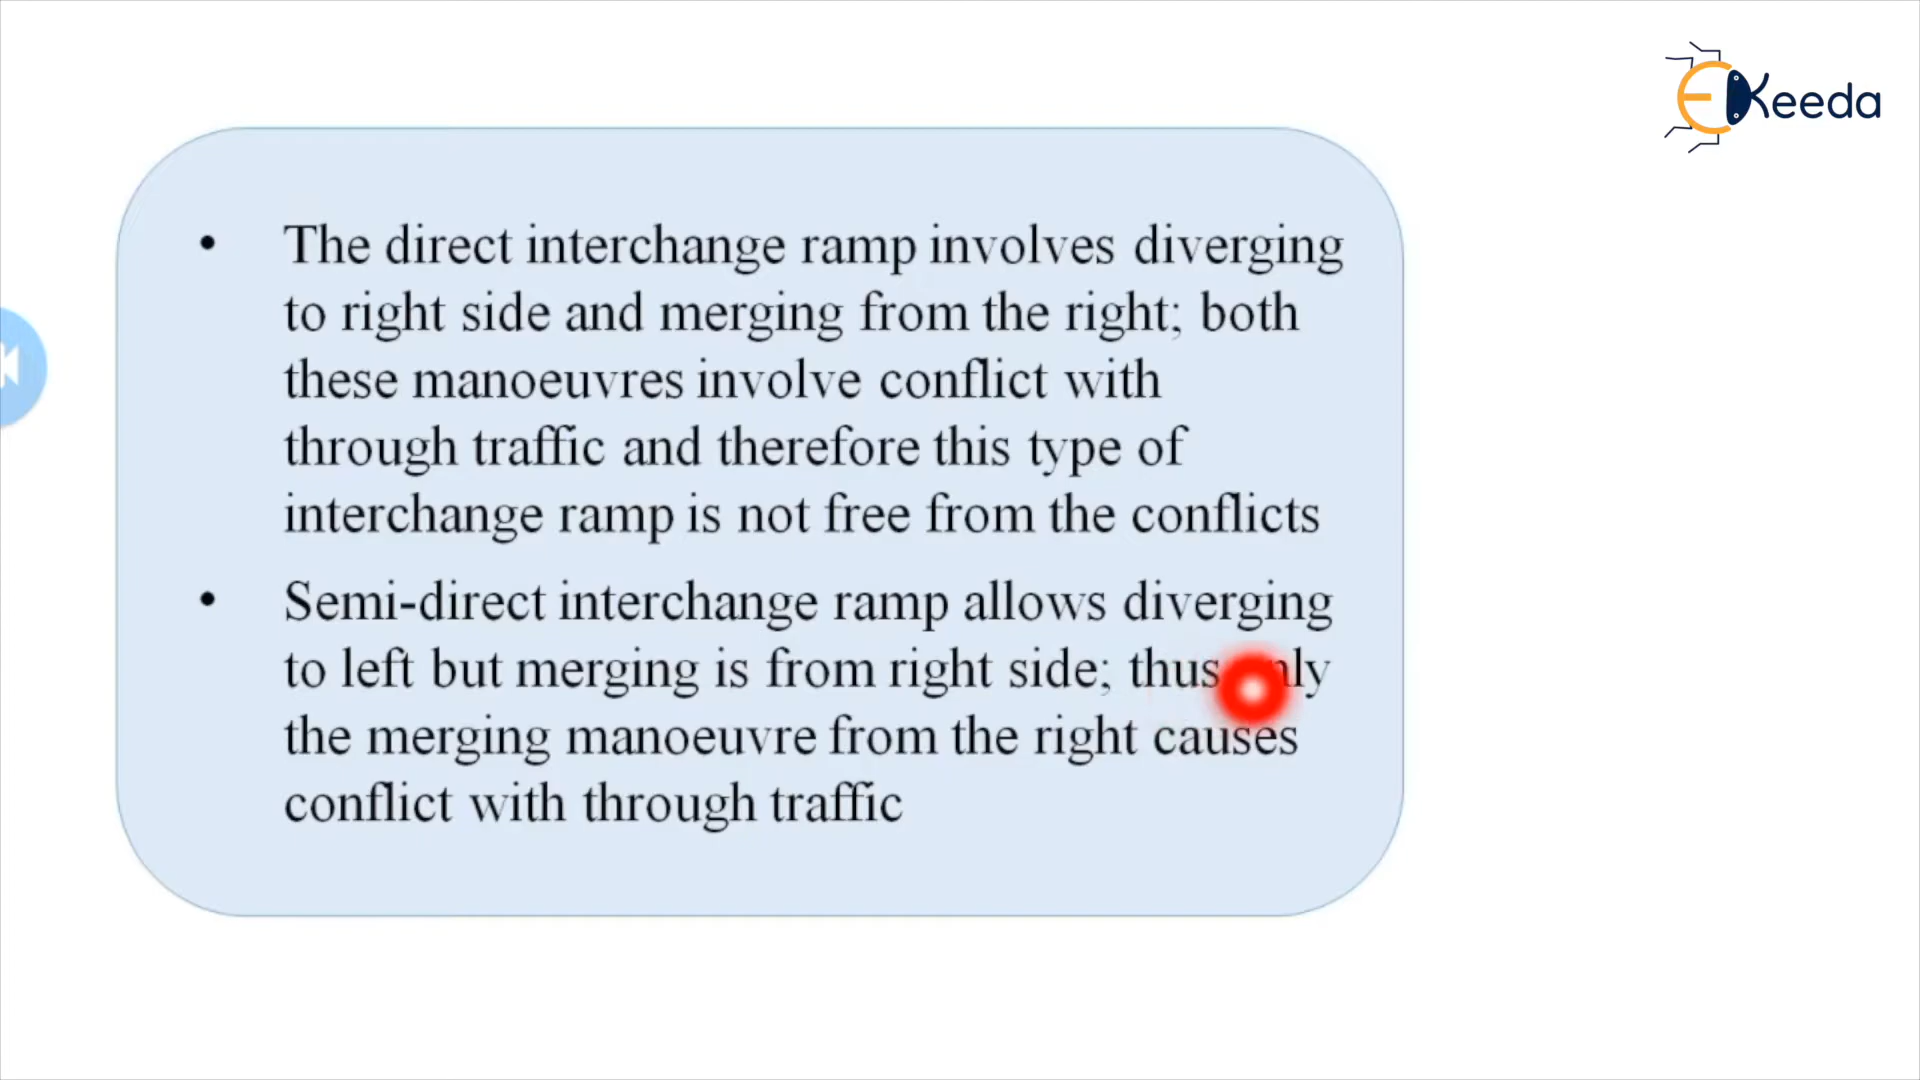 EKeeda
• The direct interchange ramp involves diverging
to right side and merging from the right; both
these manoeuvres involve conflict with
through traffic and therefore this type of
interchange ramp is not free from the conflicts
• Semi-direct interchange ramp allows diverging
to left but merging is from right side; thus
the merging manoeuvre from the right causes
conflict with through traffic